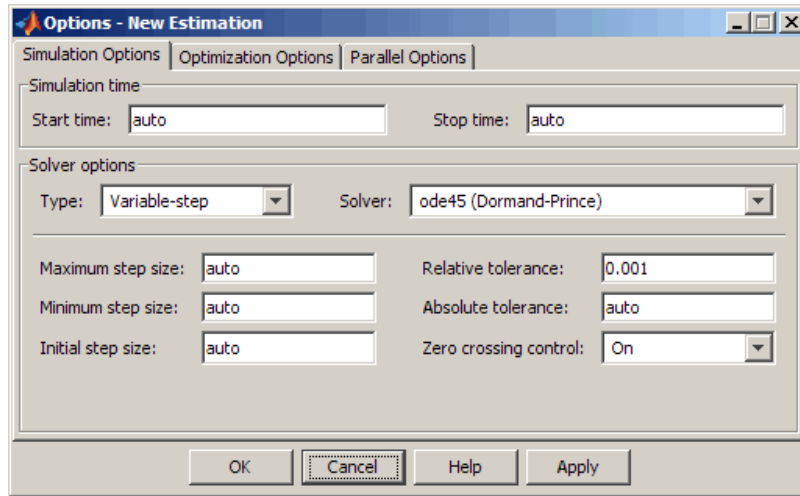 Options - New Estimation
Simulation Options Optimization Options Parallel Options
Simulation time
Start time: auto Stop time: auto
Solver options
Type: Variable-step Solver: ode45 (Dormand-Prince)
Maximum step size: auto Relative tolerance: 0.001
Minimum step size: auto Absolute tolerance: auto
Initial step size: auto Zero crossing control: On
OK Cancel Help Apply